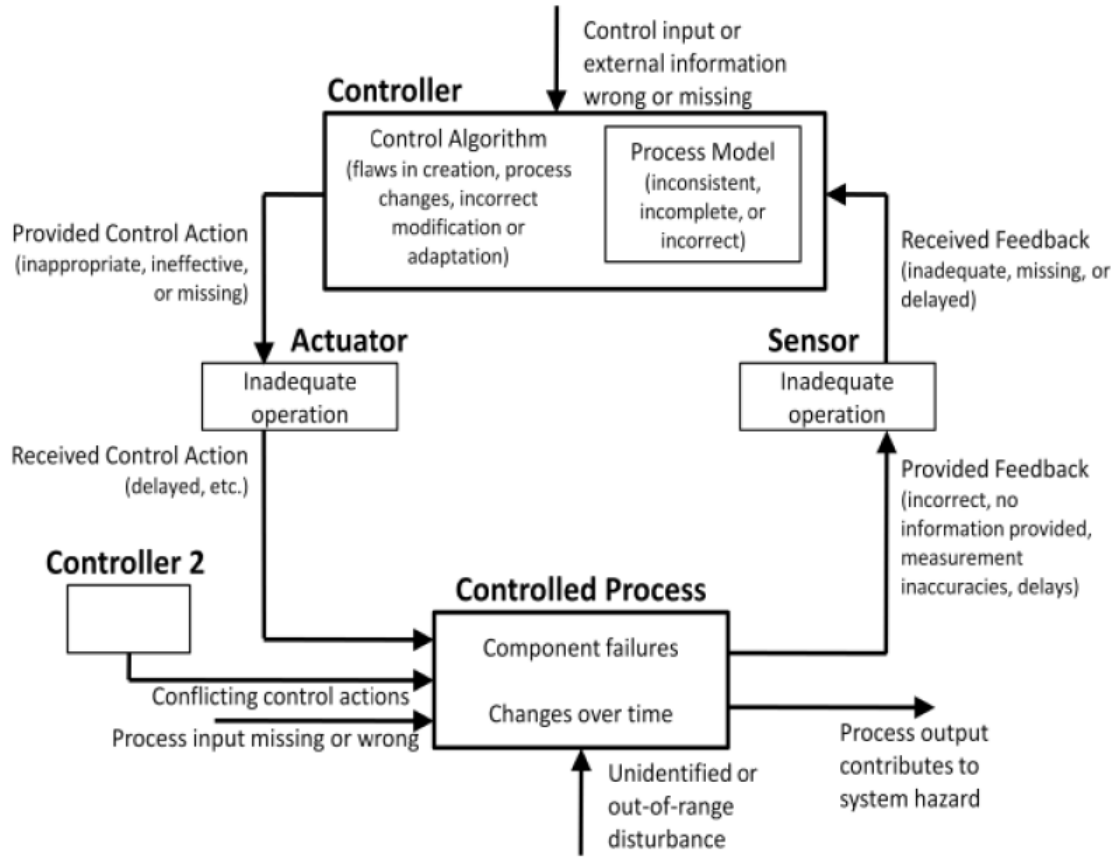 Control input or
external information
wrong or missing
Controller
Control Algorithm
(flaws in creation, process
changes, incorrect
modification or
adaptation)
Process Model
(inconsistent,
incomplete, or
incorrect)
Provided Control Action
(inappropriate, ineffective,
or missing)
Received Feedback
(inadequate, missing, or
delayed)
Actuator
Inadequate
operation
Sensor
Inadequate
operation
Received Control Action
(delayed, etc.)
Provided Feedback
(incorrect, no
information provided,
measurement
inaccuracies, delays)
Controller 2
Controlled Process
Component failures
Changes over time
Conflicting control actions
Process input missing or wrong
Process output
contributes to
system hazard
Unidentified or
out-of-range
disturbance